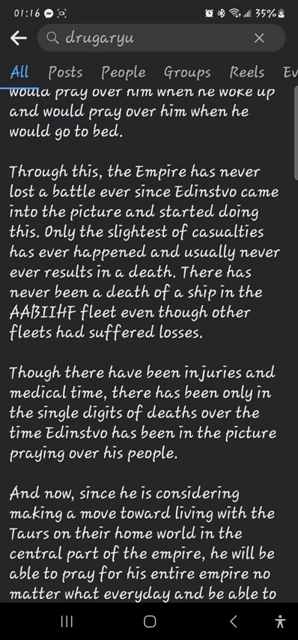 01:16
35%
drugaryu
All Posts People Groups Reels Ev
would pray over him when he woke up
and would pray over him when he
would go to bed.
Through this, the Empire has never
lost a battle ever since Edinstvo came
into the picture and started doing
this. Only the slightest of casualties
has ever happened and usually never
ever results in a death. There has
never been a death of a ship in the
AABIIHF fleet even though other
fleets had suffered losses.
Though there have been injuries and
medical time, there has been only in
the single digits of deaths over the
time Edinstvo has been in the picture
praying over his people.
And now, since he is considering
making a move toward living with the
Taurs on their home world in the
central part of the empire, he will be
able to pray for his entire empire no
matter what everyday and be able to